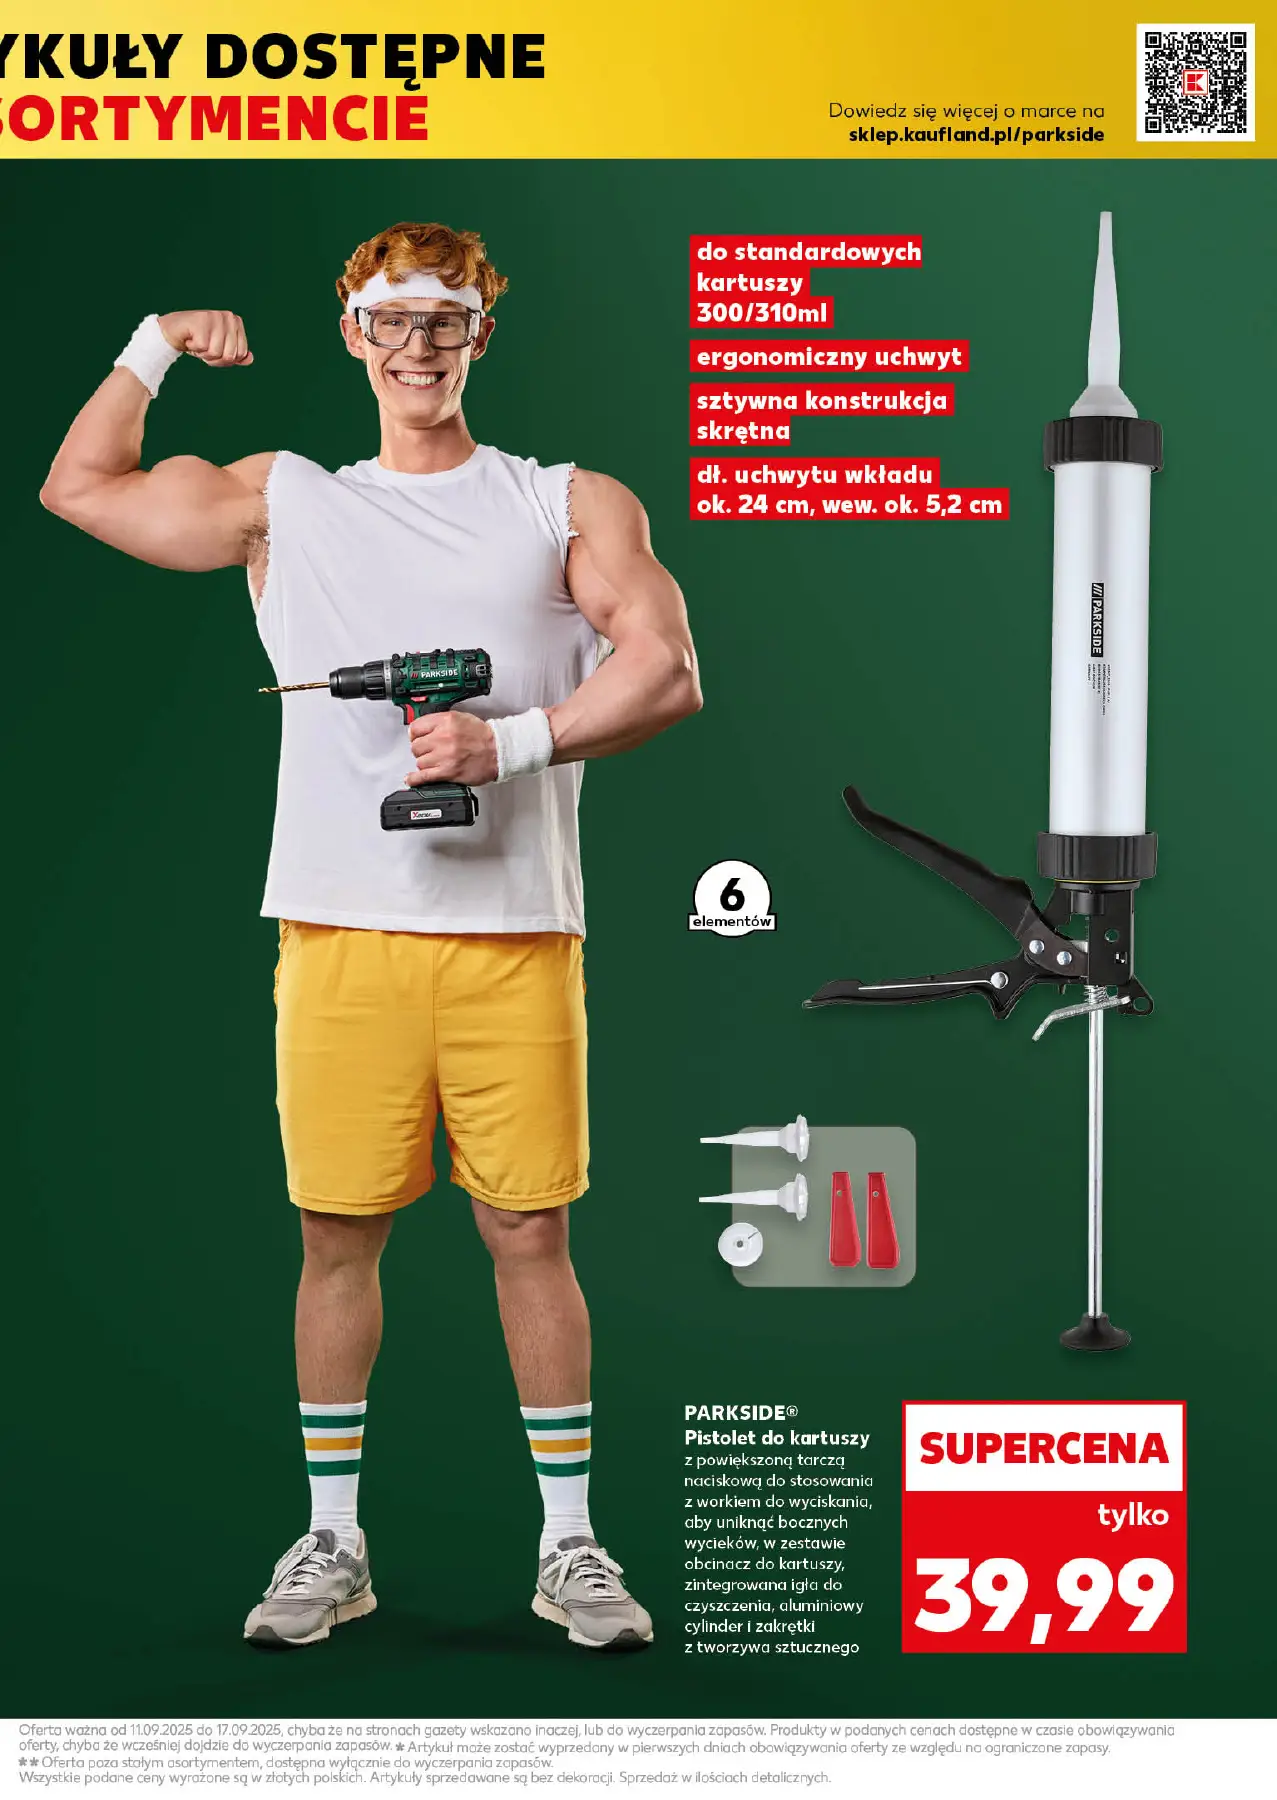 YKUŁY DOSTĘPNE
SORTYMENCIE
Dowiedz się więcej o marce na
sklep.kaufland.pl/parkside
do standardowych
kartuszy
300/310ml
ergonomiczny uchwyt
sztywna konstrukcja
skrętna
dł. uchwytu wkładu
ok. 24 cm, wew. ok. 5,2 cm
PARKSIDE
PARKSIDE
6
elementów
PARKSIDE®
Pistolet do kartuszy
z powiększoną tarczą
naciskową do stosowania
z workiem do wyciskania,
aby uniknąć bocznych
wycieków, w zestawie
obcinacz do kartuszy,
zintegrowana igła do
czyszczenia, aluminiowy
cylinder i zakrętki
z tworzywa sztucznego
SUPERCENA
tylko
39,99
Oferta ważna od 11.09.2025 do 17.09.2025, chyba że na stronach gazety wskazano inaczej, lub do wyczerpania zapasów. Produkty w podanych cenach dostępne w czasie obowiązywania
oferty, chyba że wcześniej dojdzie do wyczerpania zapasów. * Artykuł może zostać wyprzedany w pierwszych dniach obowiązywania oferty ze względu na ograniczone zapasy.
** Oferta poza stałym asortymentem, dostępna wyłącznie do wyczerpania zapasów.
Wszystkie podane ceny wyrażone są w złotych polskich. Artykuły sprzedawane są bez dekoracji. Sprzedaż w ilościach detalicznych.